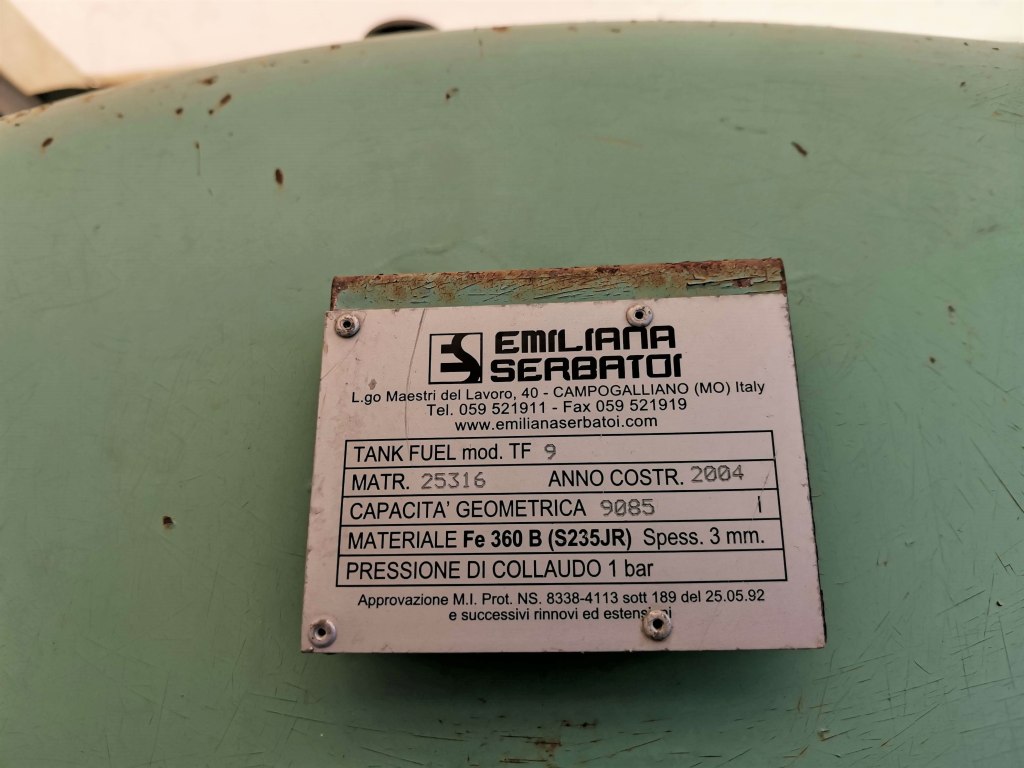 ES EMILIANA
SERBATOI
L.go Maestri del Lavoro, 40 - CAMPOGALLIANO (MO) Italy
Tel. 059 521911 - Fax 059 521919
www.emilianaserbatoi.com
TANK FUEL mod. TF 9
MATR. 25316 ANNO COSTR. 2004
CAPACITA' GEOMETRICA 9085 l
MATERIALE Fe 360 B (S235JR) Spess. 3 mm.
PRESSIONE DI COLLAUDO 1 bar
Approvazione M.I. Prot. NS. 8338-4113 sott 189 del 25.05.92
e successivi rinnovi ed